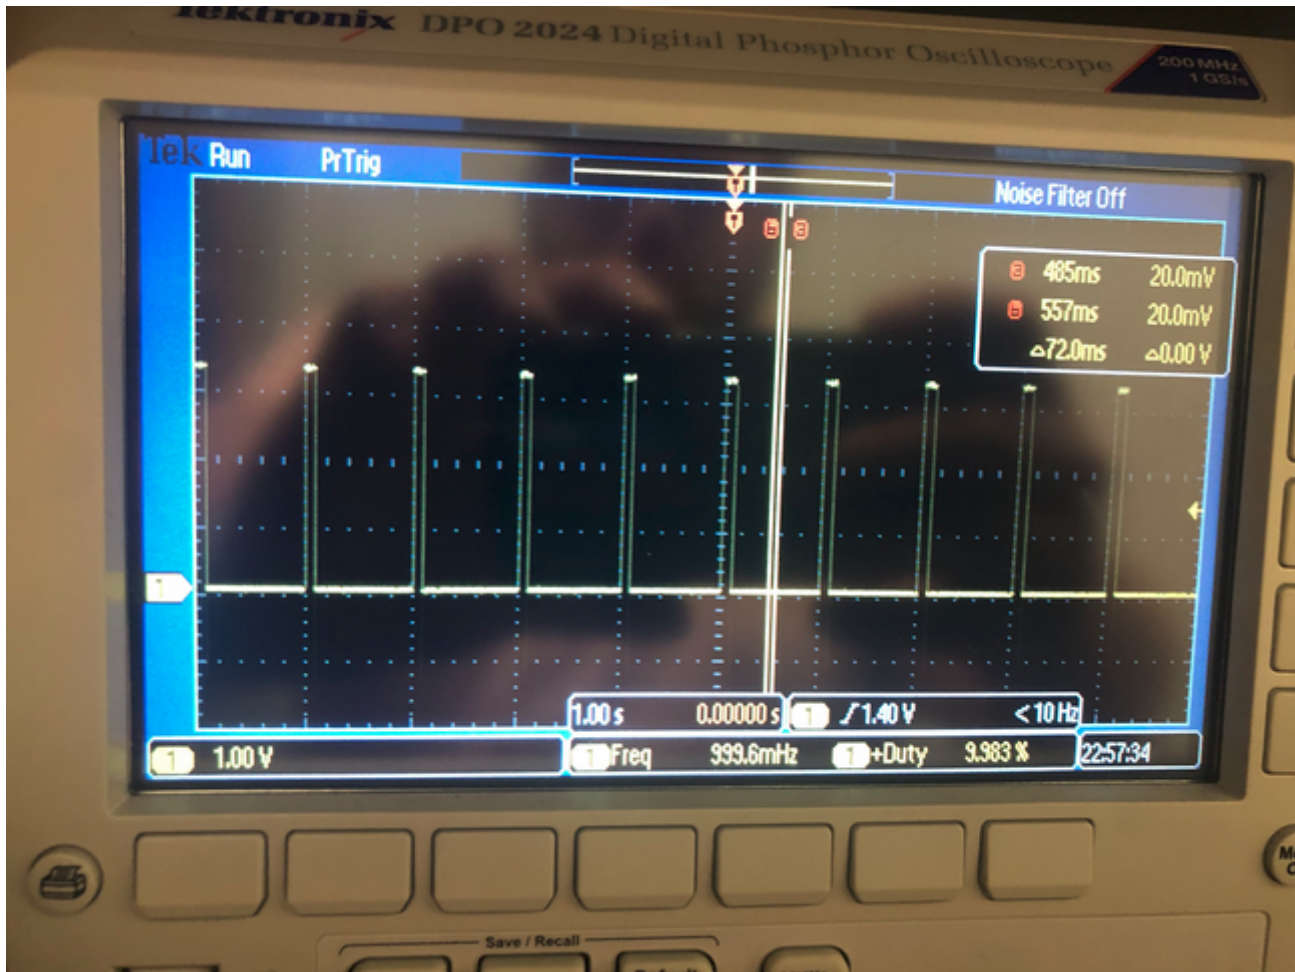 Tektronix DPO 2024 Digital Phosphor Oscilloscope
200 MHz
1 GS/s
Tek Run PrTrig
Noise Filter Off
T
T
b a
a 485ms 20.0mV
b 557ms 20.0mV
△72.0ms △0.00 V
1
1.00 s 0.00000 s 1 1.40 V <10 Hz
1 1.00 V
1 Freq 999.6mHz 1 +Duty 9.983 % 22:57:34
Save / Recall